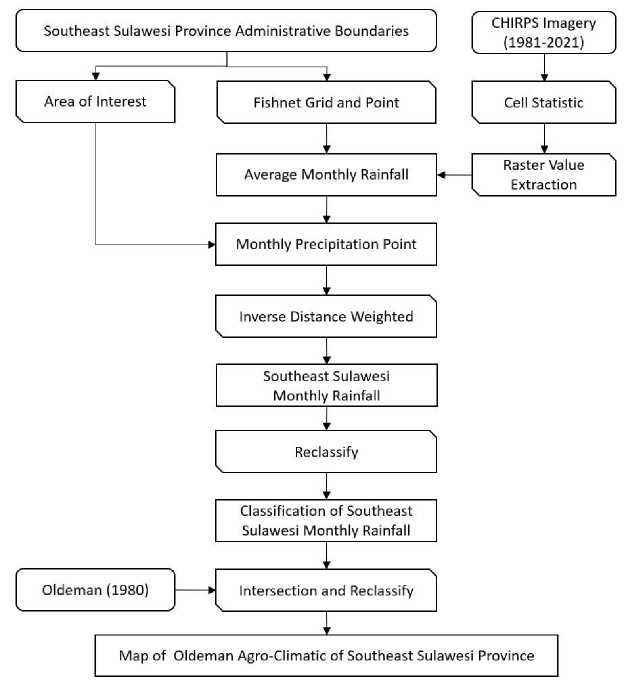 Southeast Sulawesi Province Administrative Boundaries
CHIRPS Imagery
(1981-2021)
Area of Interest
Fishnet Grid and Point
Cell Statistic
Average Monthly Rainfall
Raster Value
Extraction
Monthly Precipitation Point
Inverse Distance Weighted
Southeast Sulawesi
Monthly Rainfall
Reclassify
Classification of Southeast
Sulawesi Monthly Rainfall
Oldeman (1980)
Intersection and Reclassify
Map of Oldeman Agro-Climatic of Southeast Sulawesi Province